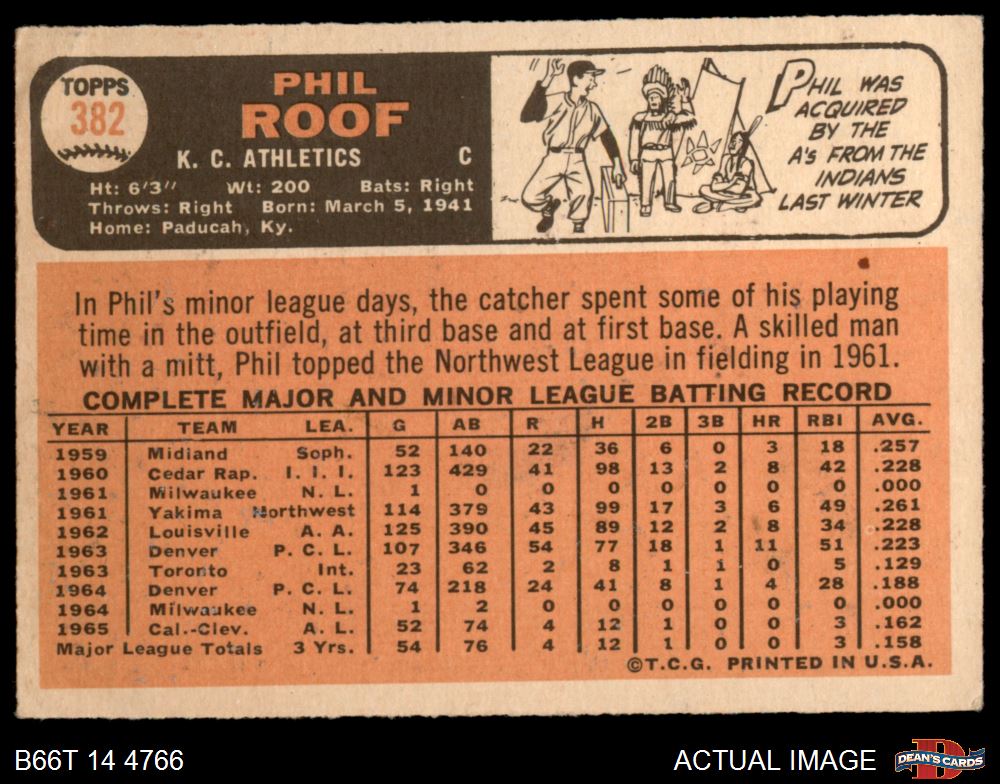 TOPPS
382
PHIL
ROOF
K. C. ATHLETICS C
Ht: 6'3" Wt: 200 Bats: Right
Throws: Right Born: March 5, 1941
Home: Paducah, Ky.
PHIL WAS
ACQUIRED
BY THE
A's FROM THE
INDIANS
LAST WINTER
In Phil's minor league days, the catcher spent some of his playing
time in the outfield, at third base and at first base. A skilled man
with a mitt, Phil topped the Northwest League in fielding in 1961.
COMPLETE MAJOR AND MINOR LEAGUE BATTING RECORD
YEAR TEAM LEA. G AB R H 2B 3B HR RBI AVG.
1959 Midland Soph. 52 140 22 36 6 0 3 18 .257
1960 Cedar Rap. I. I. I. 123 429 41 98 13 2 8 42 .228
1961 Milwaukee N. L. 1 0 0 0 0 0 0 0 .000
1961 Yakima Northwest 114 379 43 99 17 3 6 49 .261
1962 Louisville A. A. 125 390 45 89 12 2 8 34 .228
1963 Denver P. C. L. 107 346 54 77 18 1 11 51 .223
1963 Toronto Int. 23 62 2 8 1 1 0 5 .129
1964 Denver P. C. L. 74 218 24 41 8 1 4 28 .188
1964 Milwaukee N. L. 1 2 0 0 0 0 0 0 .000
1965 Cal.-Clev. A. L. 52 74 4 12 1 0 0 3 .162
Major League Totals 3 Yrs. 54 76 4 12 1 0 0 3 .158
©T.C.G. PRINTED IN U.S.A.
B66T 14 4766
ACTUAL IMAGE
DEAN'S CARDS